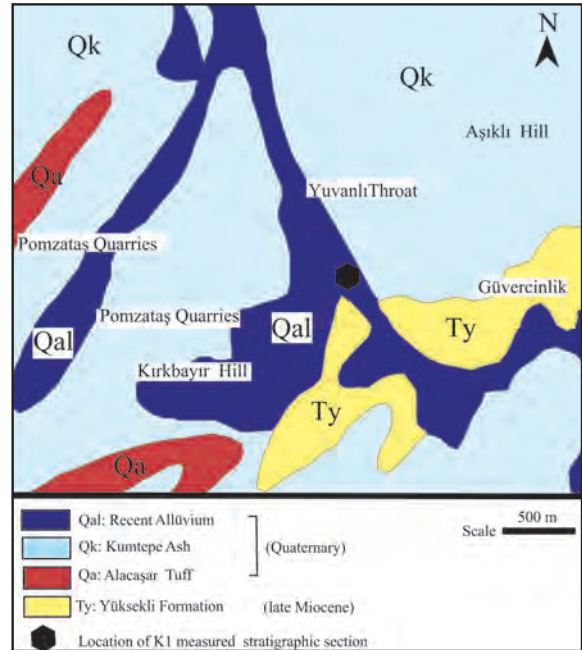 N
Qk
Qk
Aşıklı Hill
Qa
YuvanlıThroat
Pomzataş Quarries
Güvercinlik
Pomzataş Quarries
Qal
Qal
Ty
Kırkbayır Hill
Ty
Qa
500 m
Scale
Qal: Recent Allüvium
Qk: Kumtepe Ash
(Quaternary)
Qa: Alacaşar Tuff
Ty: Yüksekli Formation
(late Miocene)
Location of K1 measured stratigraphic section